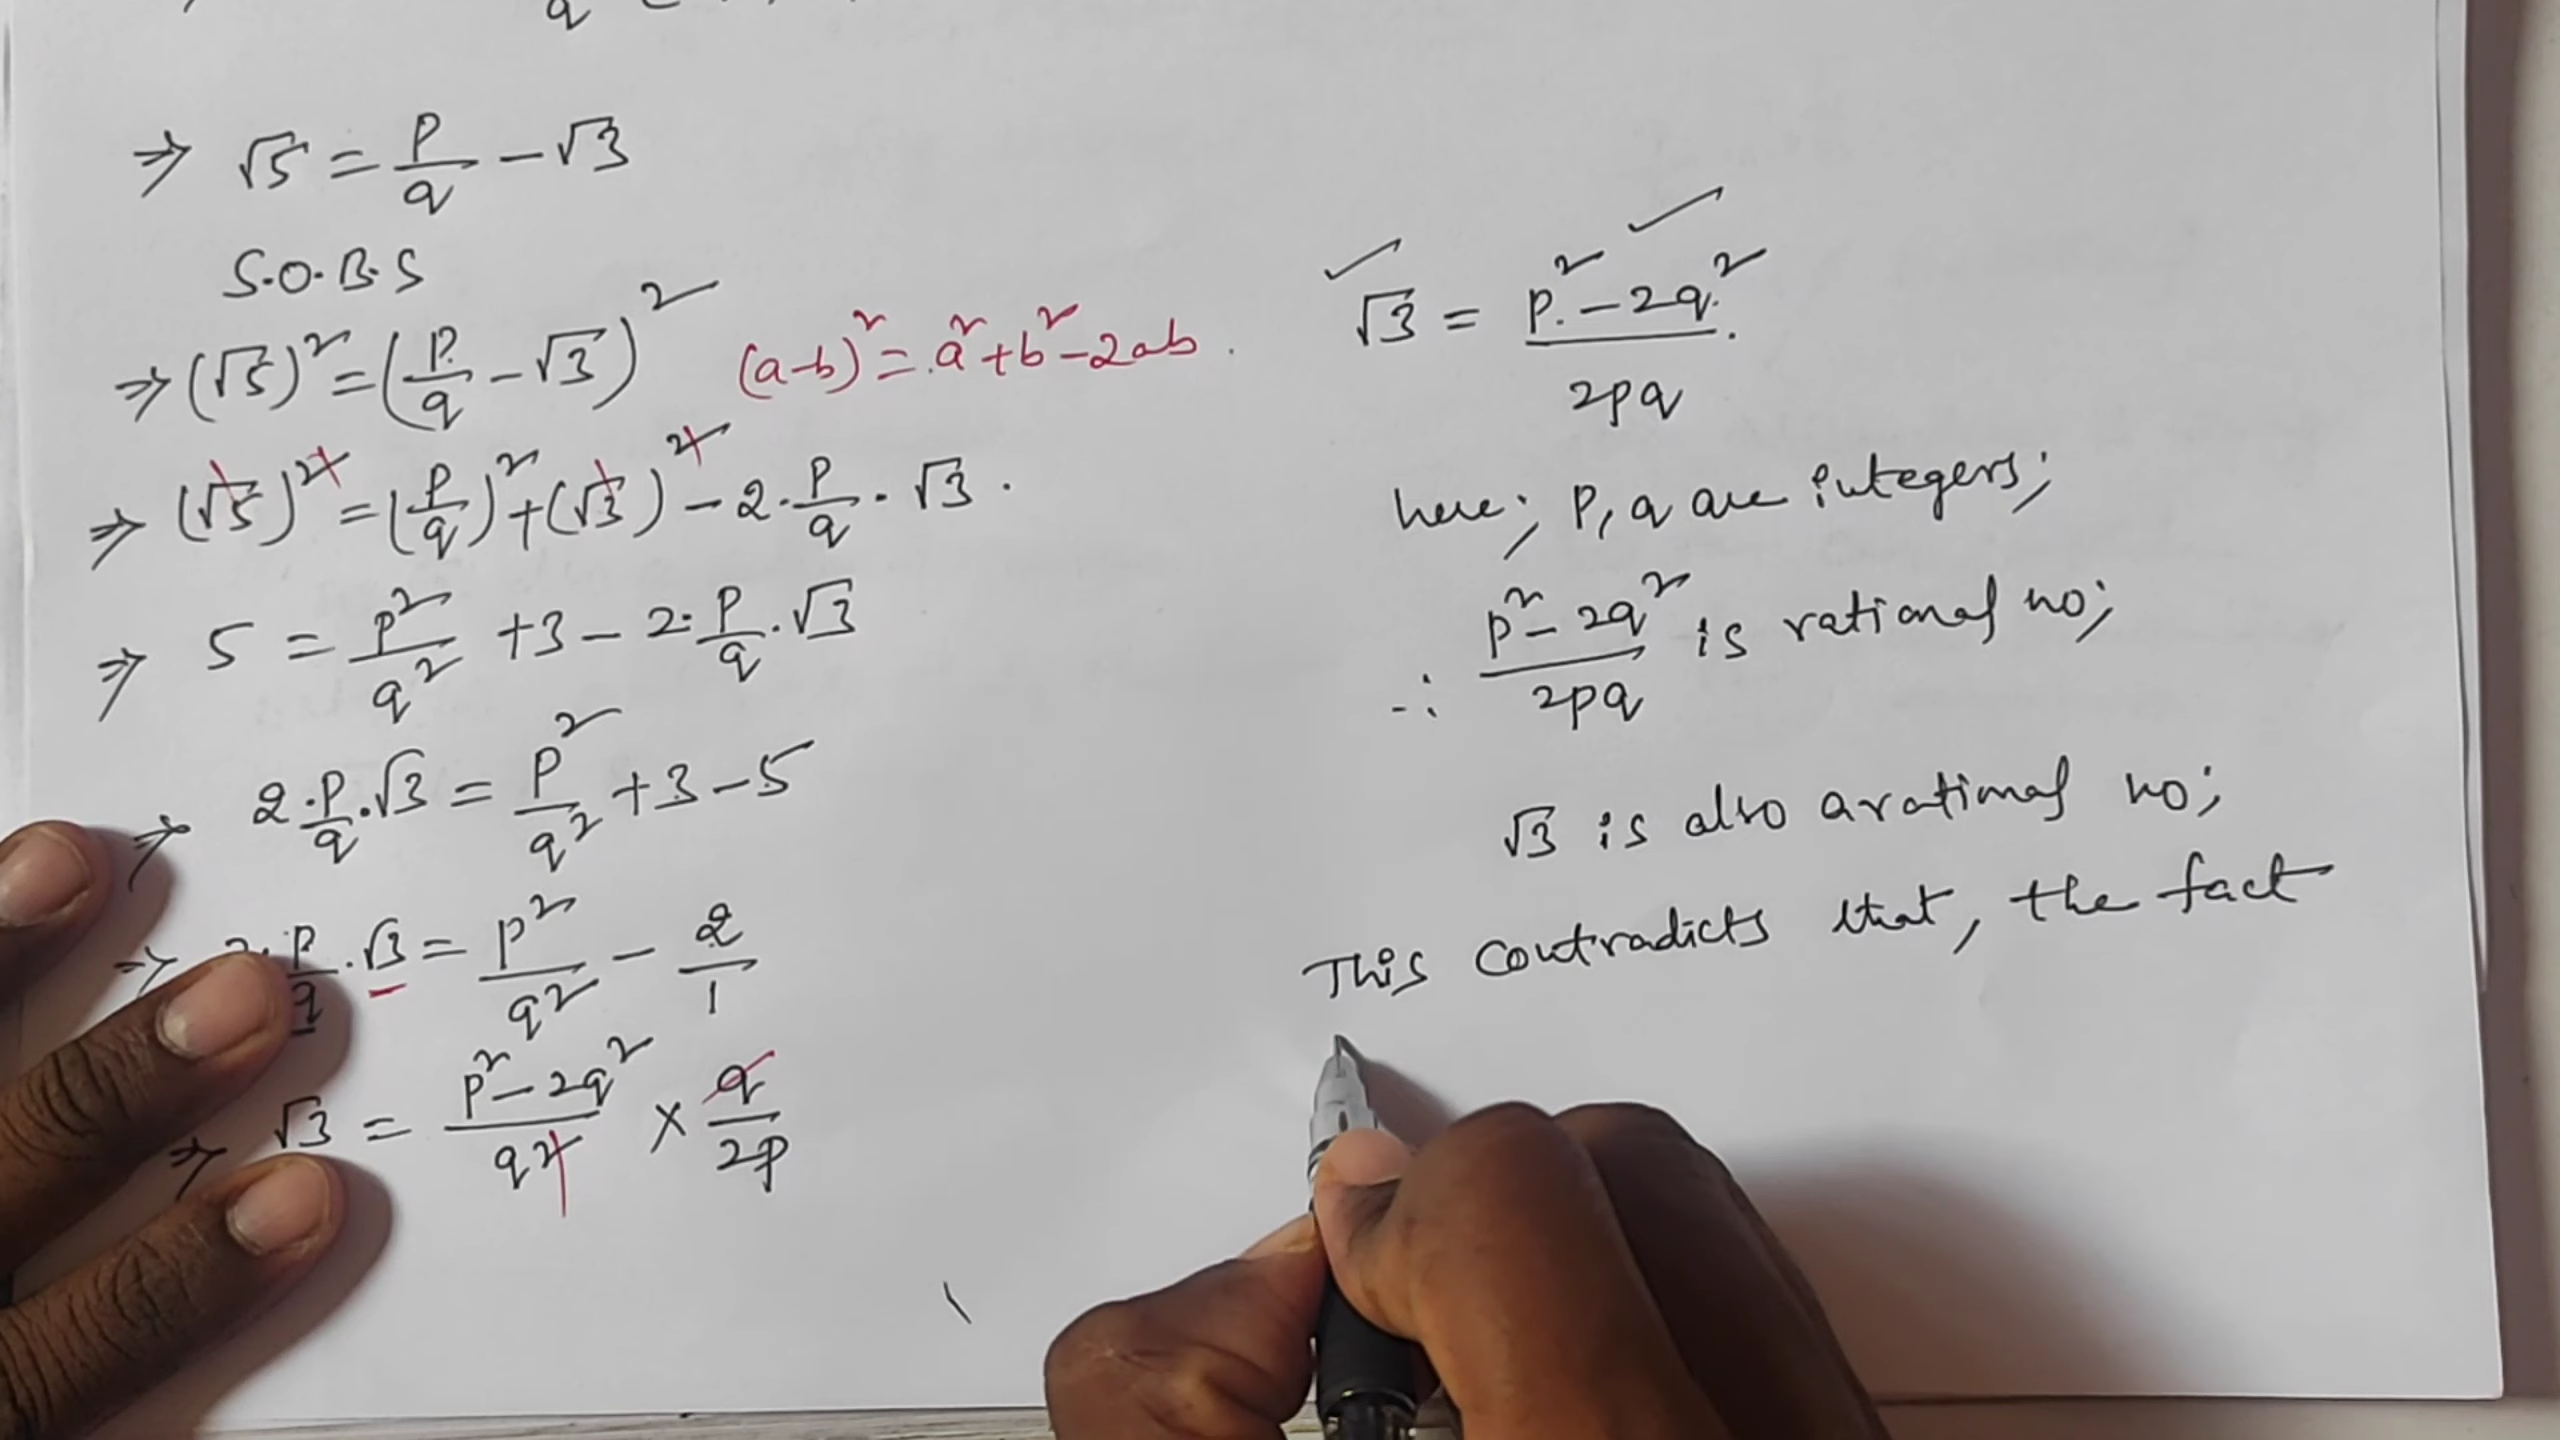 ⇒ √5 = p/q − √3
S.O.B.S
⇒ (√5)² = (p/q − √3)² (a−b)² = a²+b²−2ab.
⇒ (√5)² = (p/q)² + (√3)² − 2·p/q·√3.
⇒ 5 = p²/q² + 3 − 2·p/q·√3
⇒ 2·p/q·√3 = p²/q² + 3 − 5
⇒ 2·p/q·√3 = p²/q² − 2/1
⇒ √3 = p²−2q²/q² × q/2p
√3 = p²−2q²/2pq
here; P, q are integers;
∴ p²−2q²/2pq is rational no;
√3 is also a rational no;
This contradicts that, the fact